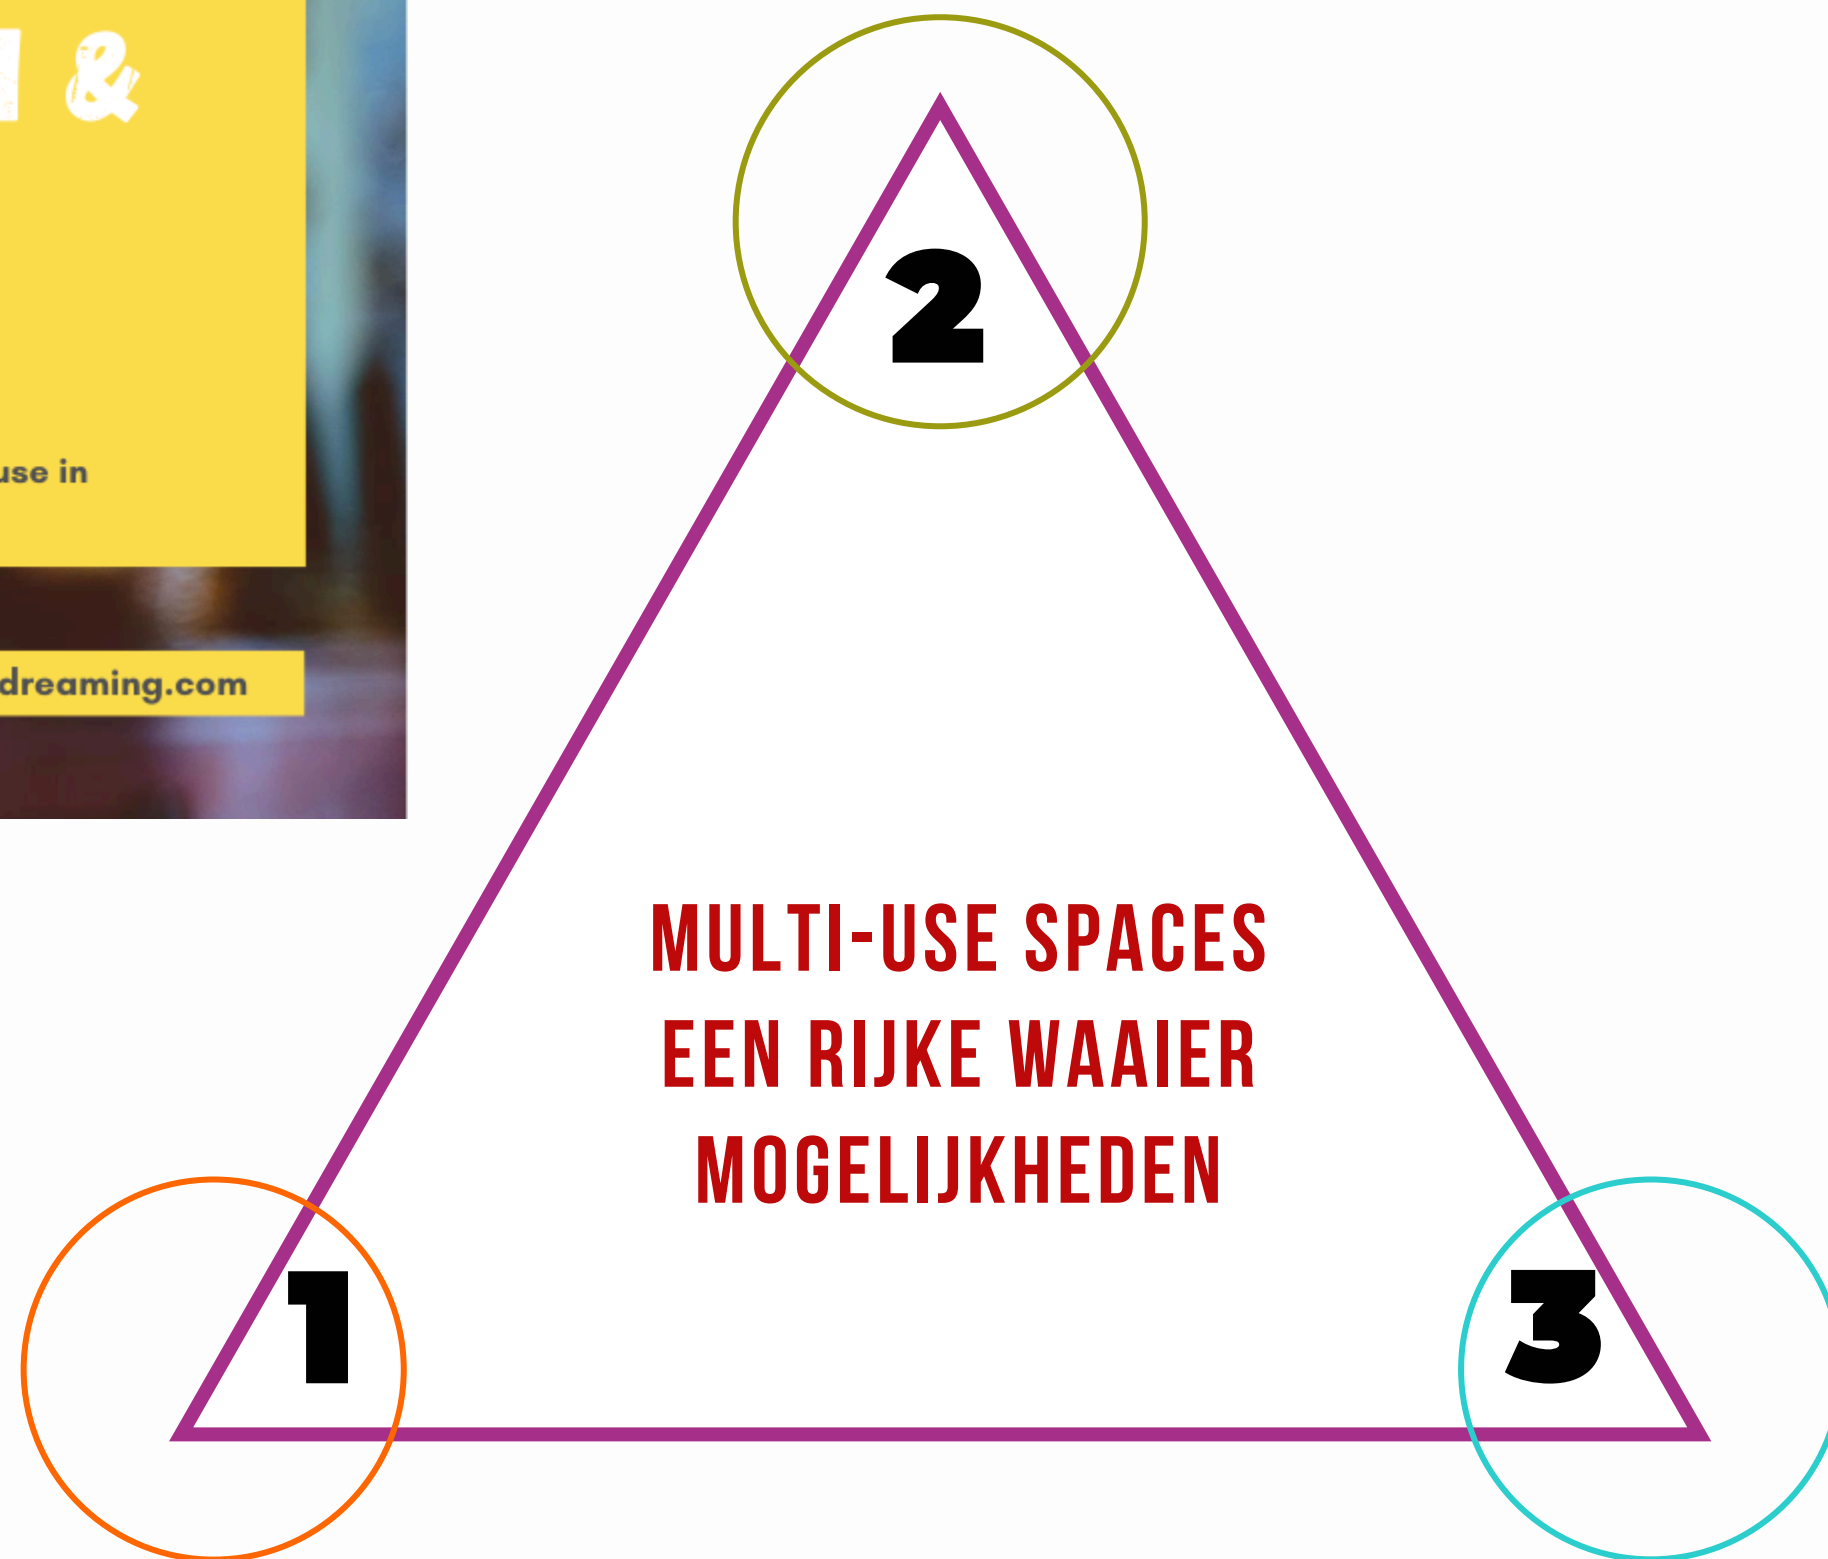 &
use in
dreaming.com
2
MULTI-USE SPACES
EEN RIJKE WAAIER
MOGELIJKHEDEN
1
3